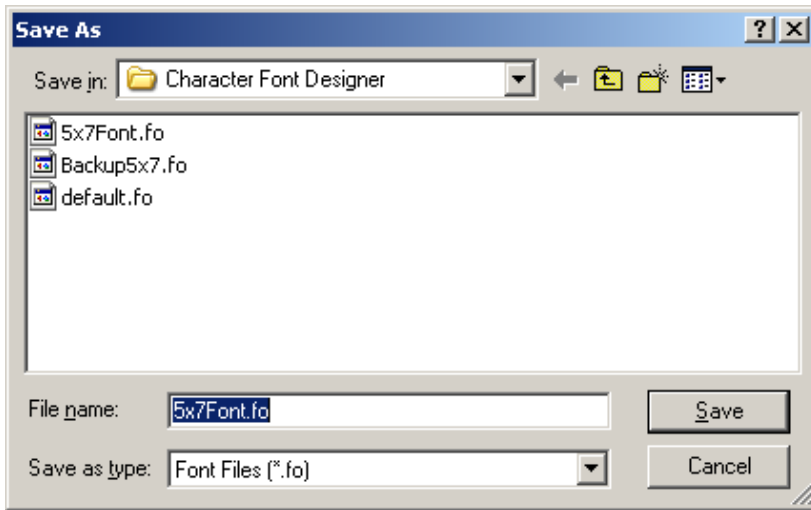 Save As
Save in: Character Font Designer
5x7Font.fo
Backup5x7.fo
default.fo
File name: 5x7Font.fo Save
Save as type: Font Files (*.fo) Cancel